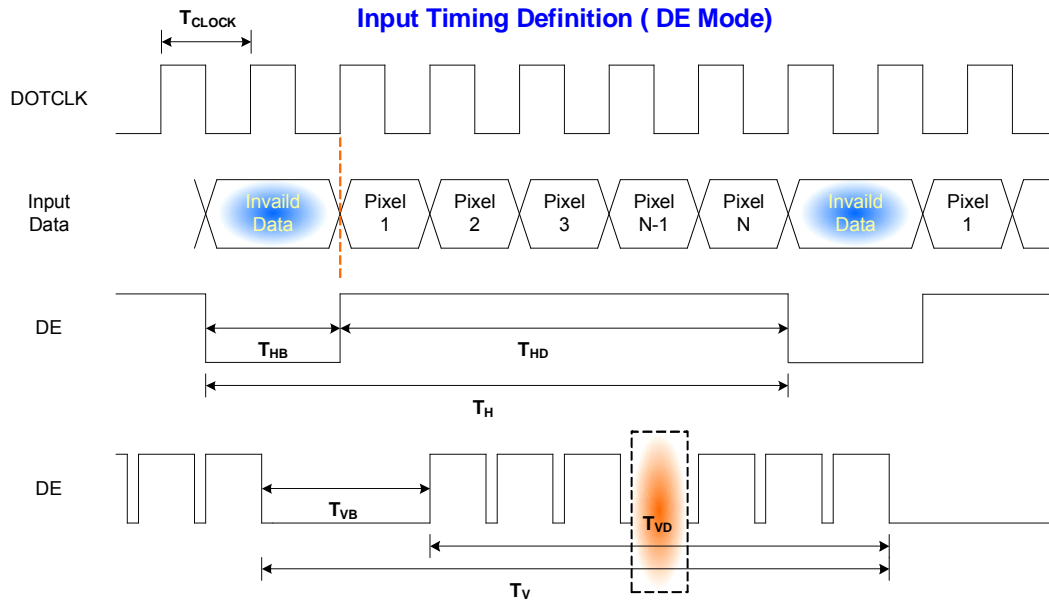 Input Timing Definition ( DE Mode)
TCLOCK
DOTCLK
Input
Data
Invaild
Data
Pixel
1
Pixel
2
Pixel
3
Pixel
N-1
Pixel
N
Invaild
Data
Pixel
1
DE
THB
THD
TH
DE
TVB
TVD
TV